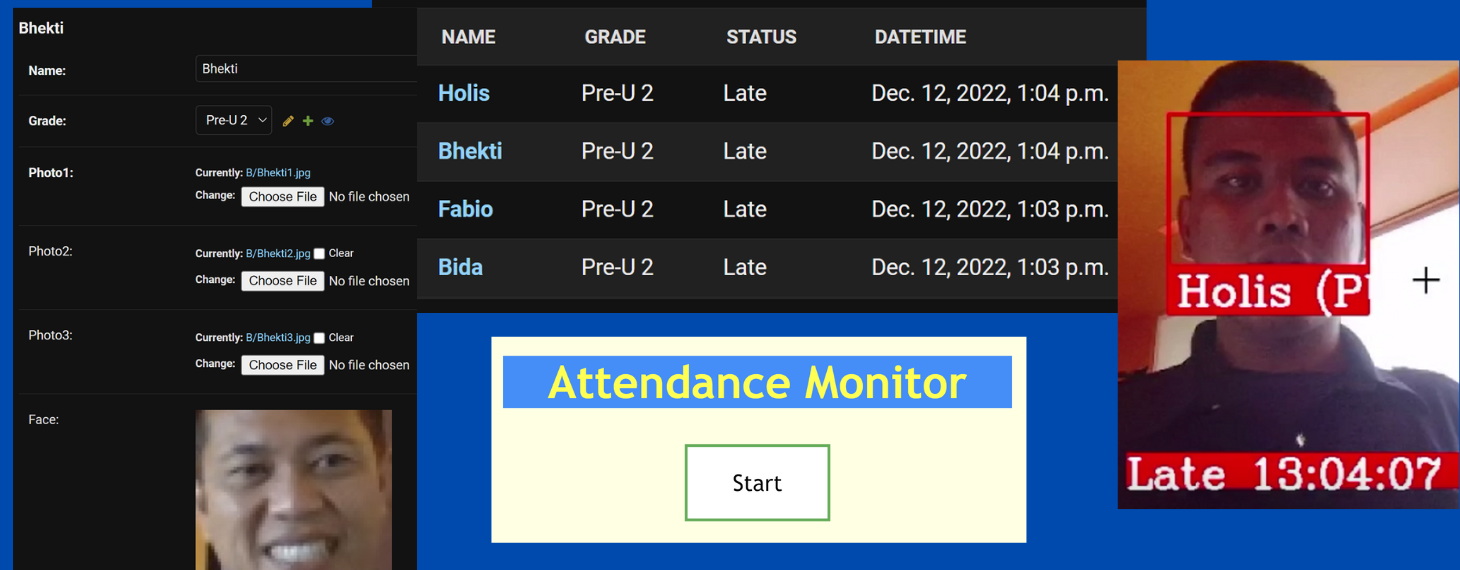 Bhekti
Name: Bhekti
Grade: Pre-U 2
Photo1: Currently: B/Bhekti1.jpg
Change: Choose File No file chosen
Photo2: Currently: B/Bhekti2.jpg Clear
Change: Choose File No file chosen
Photo3: Currently: B/Bhekti3.jpg Clear
Change: Choose File No file chosen
Face:
NAME GRADE STATUS DATETIME
Holis Pre-U 2 Late Dec. 12, 2022, 1:04 p.m.
Bhekti Pre-U 2 Late Dec. 12, 2022, 1:04 p.m.
Fabio Pre-U 2 Late Dec. 12, 2022, 1:03 p.m.
Bida Pre-U 2 Late Dec. 12, 2022, 1:03 p.m.
Attendance Monitor
Start
Holis (P
Late 13:04:07